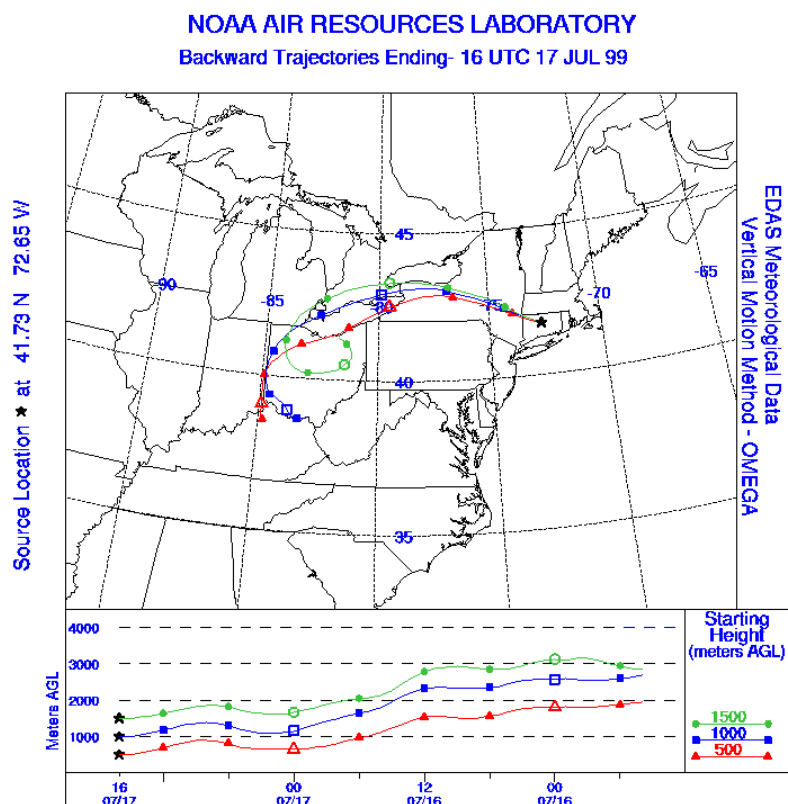 NOAA AIR RESOURCES LABORATORY
Backward Trajectories Ending- 16 UTC 17 JUL 99
Source Location ★ at 41.73 N 72.65 W
-90
-85
-80
-75
-70
-65
45
40
35
EDAS Meteorological Data
Vertical Motion Method - OMEGA
Meters AGL
4000
3000
2000
1000
16
07/17
00
07/17
12
07/16
00
07/16
Starting
Height
(meters AGL)
1500
1000
500